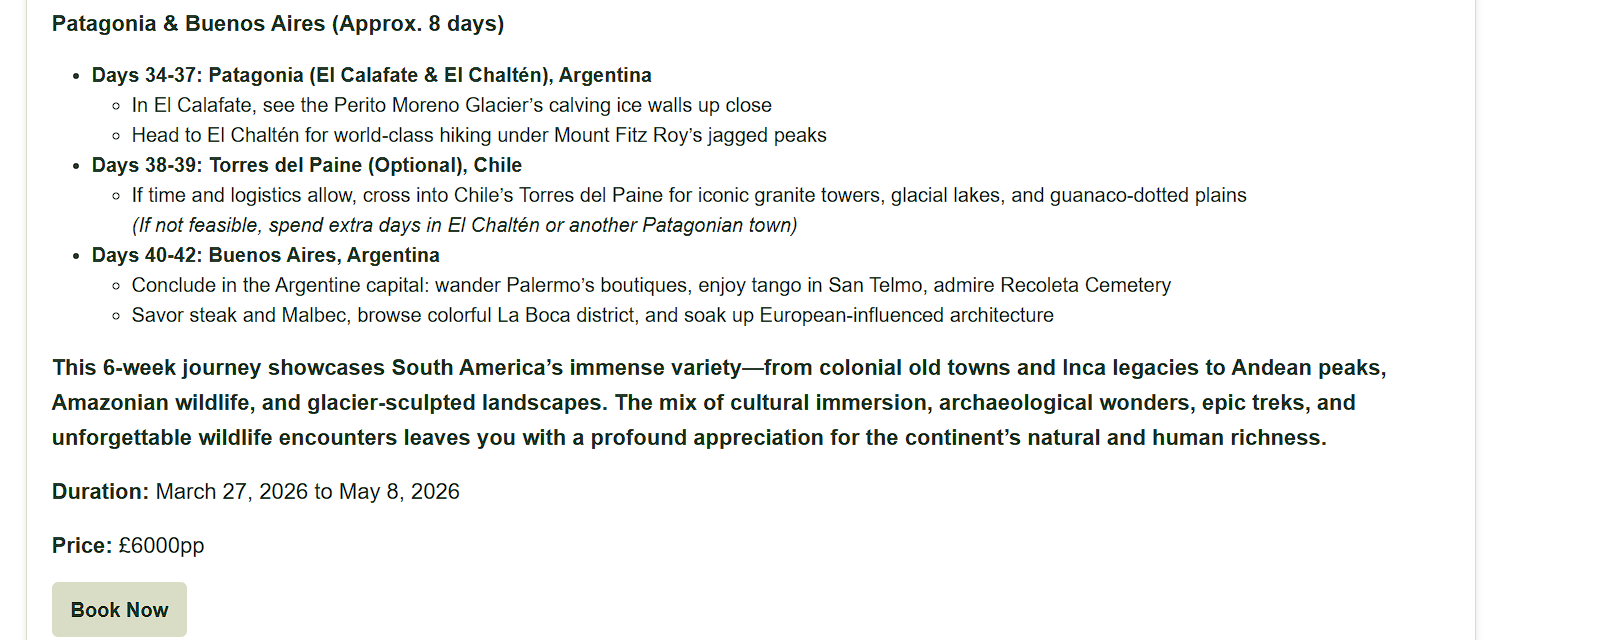 Patagonia & Buenos Aires (Approx. 8 days)
Days 34-37: Patagonia (El Calafate & El Chaltén), Argentina
In El Calafate, see the Perito Moreno Glacier’s calving ice walls up close
Head to El Chaltén for world-class hiking under Mount Fitz Roy’s jagged peaks
Days 38-39: Torres del Paine (Optional), Chile
If time and logistics allow, cross into Chile’s Torres del Paine for iconic granite towers, glacial lakes, and guanaco-dotted plains
(If not feasible, spend extra days in El Chaltén or another Patagonian town)
Days 40-42: Buenos Aires, Argentina
Conclude in the Argentine capital: wander Palermo’s boutiques, enjoy tango in San Telmo, admire Recoleta Cemetery
Savor steak and Malbec, browse colorful La Boca district, and soak up European-influenced architecture
This 6-week journey showcases South America’s immense variety—from colonial old towns and Inca legacies to Andean peaks,
Amazonian wildlife, and glacier-sculpted landscapes. The mix of cultural immersion, archaeological wonders, epic treks, and
unforgettable wildlife encounters leaves you with a profound appreciation for the continent’s natural and human richness.
Duration: March 27, 2026 to May 8, 2026
Price: £6000pp
Book Now